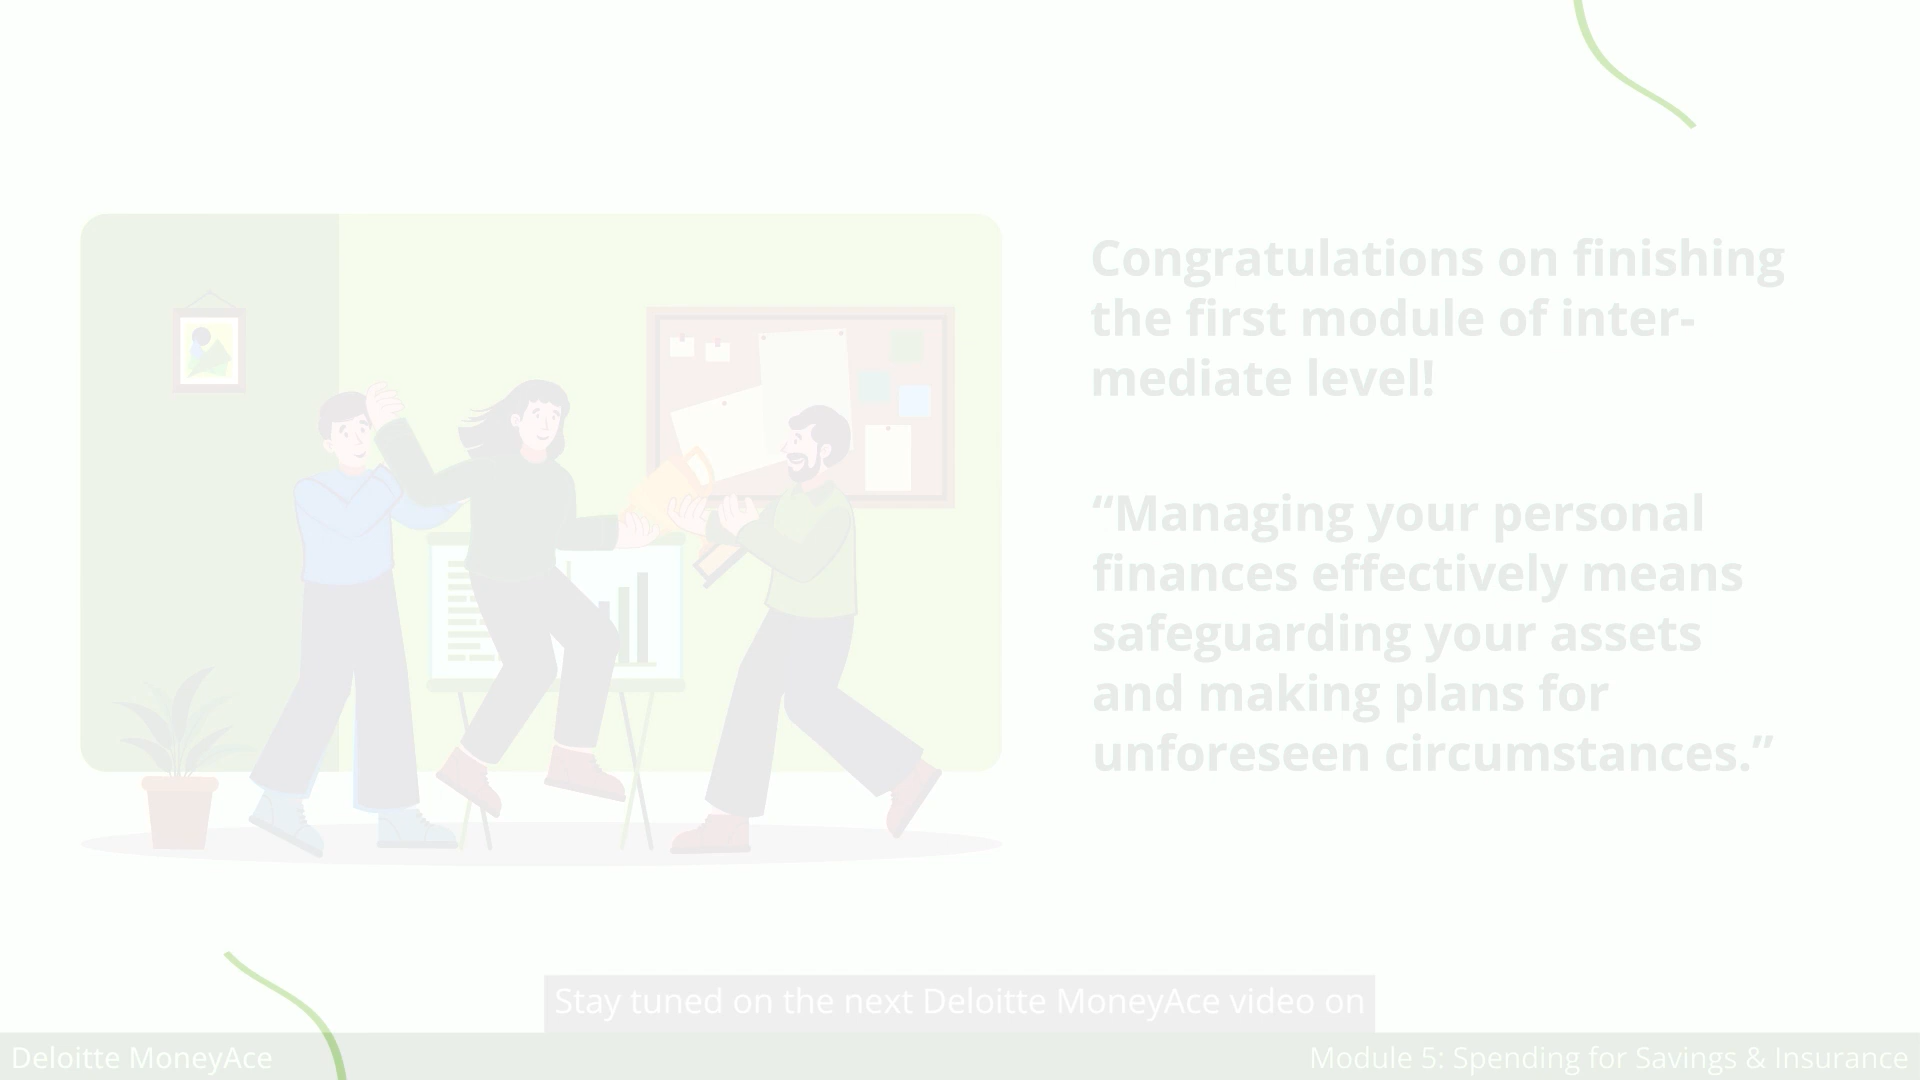 Congratulations on finishing
the first module of inter-
mediate level!
“Managing your personal
finances effectively means
safeguarding your assets
and making plans for
unforeseen circumstances.”
Stay tuned on the next Deloitte MoneyAce video on
Deloitte MoneyAce
Module 5: Spending for Savings & Insurance